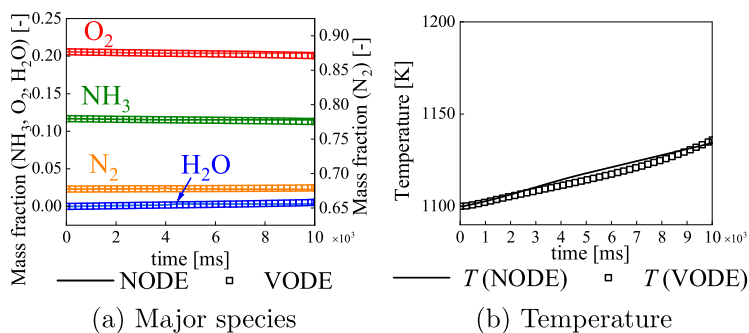 Mass fraction (NH₃, O₂, H₂O) [-]
0.25
0.20
0.15
0.10
0.05
0.00
O₂
NH₃
N₂
H₂O
0.90
0.85
0.80
0.75
0.70
0.65
Mass fraction (N₂) [-]
0 2 4 6 8 10 ×10³
time [ms]
NODE VODE
(a) Major species
Temperature [K]
1200
1150
1100
0 1 2 3 4 5 6 7 8 9 10 ×10³
time [ms]
T (NODE) T (VODE)
(b) Temperature